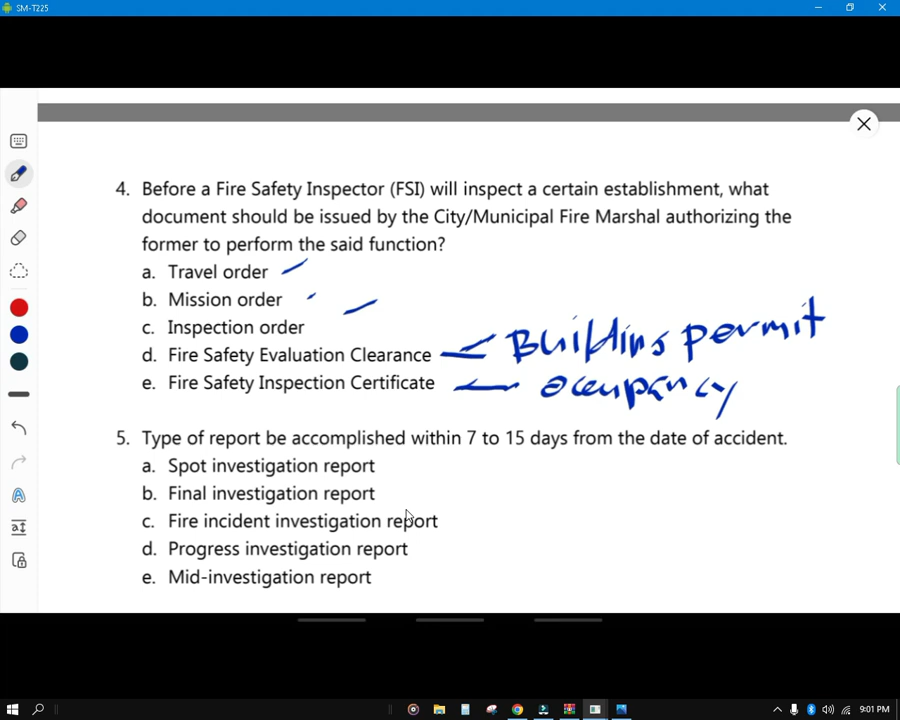 SM-T225
4. Before a Fire Safety Inspector (FSI) will inspect a certain establishment, what
document should be issued by the City/Municipal Fire Marshal authorizing the
former to perform the said function?
a. Travel order
b. Mission order
c. Inspection order
d. Fire Safety Evaluation Clearance Building permit
e. Fire Safety Inspection Certificate occupancy
5. Type of report be accomplished within 7 to 15 days from the date of accident.
a. Spot investigation report
b. Final investigation report
c. Fire incident investigation report
d. Progress investigation report
e. Mid-investigation report
9:01 PM